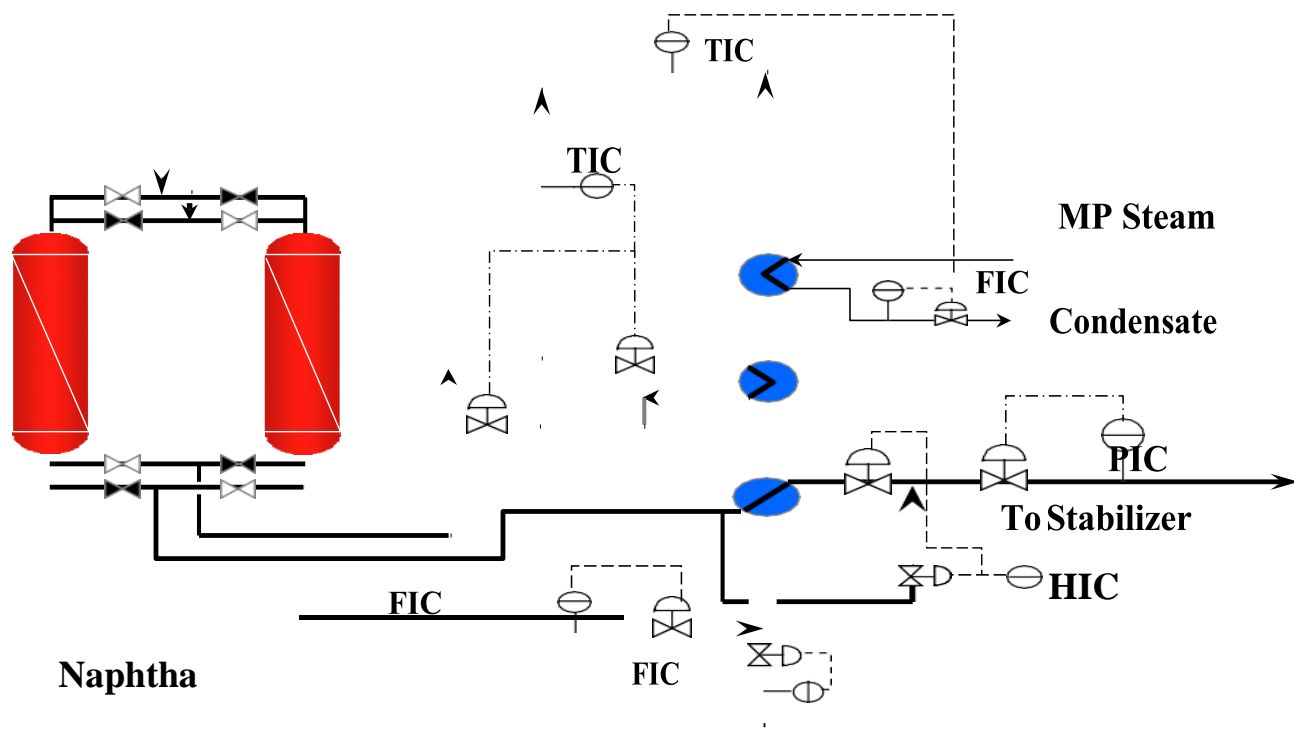 TIC
TIC
MP Steam
FIC
Condensate
PIC
To Stabilizer
HIC
FIC
FIC
Naphtha